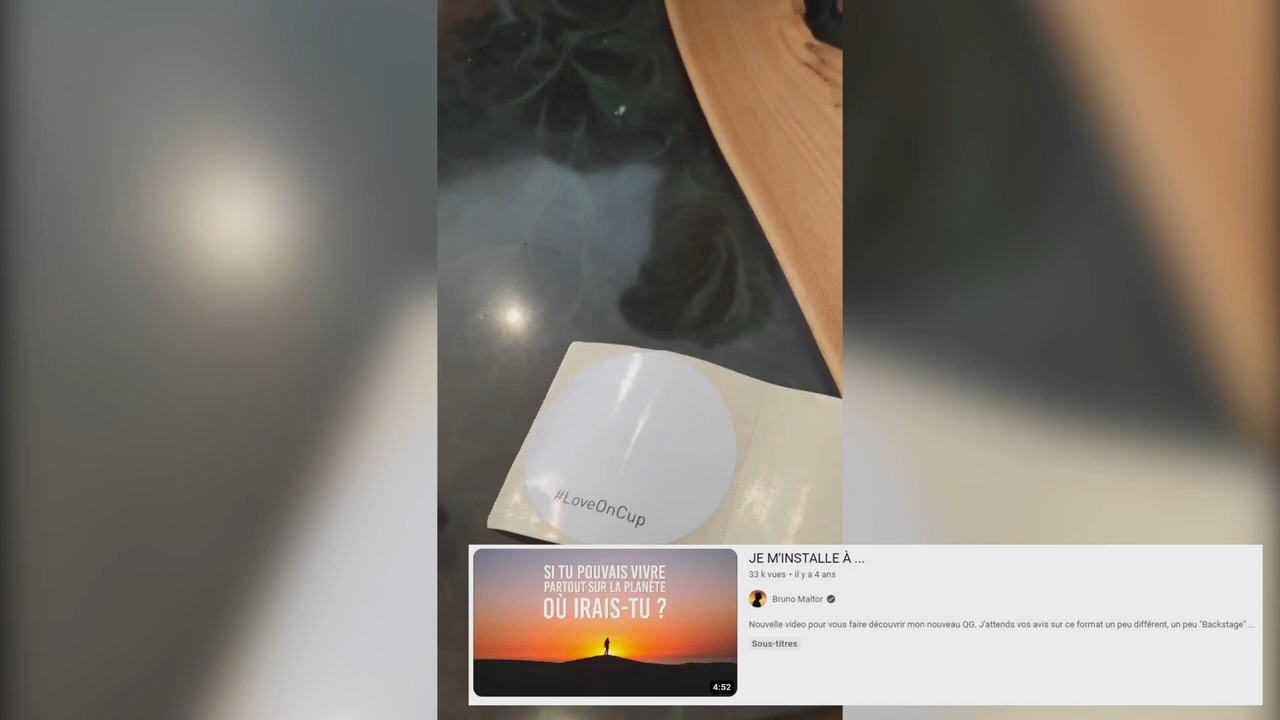 #LoveOnCup
SI TU POUVAIS VIVRE
PARTOUT SUR LA PLANÈTE
OÙ IRAIS-TU ?
4:52
JE M'INSTALLE À ...
33 k vues • il y a 4 ans
Bruno Maltor
Nouvelle video pour vous faire découvrir mon nouveau QG. J'attends vos avis sur ce format un peu différent, un peu "Backstage" ...
Sous-titres